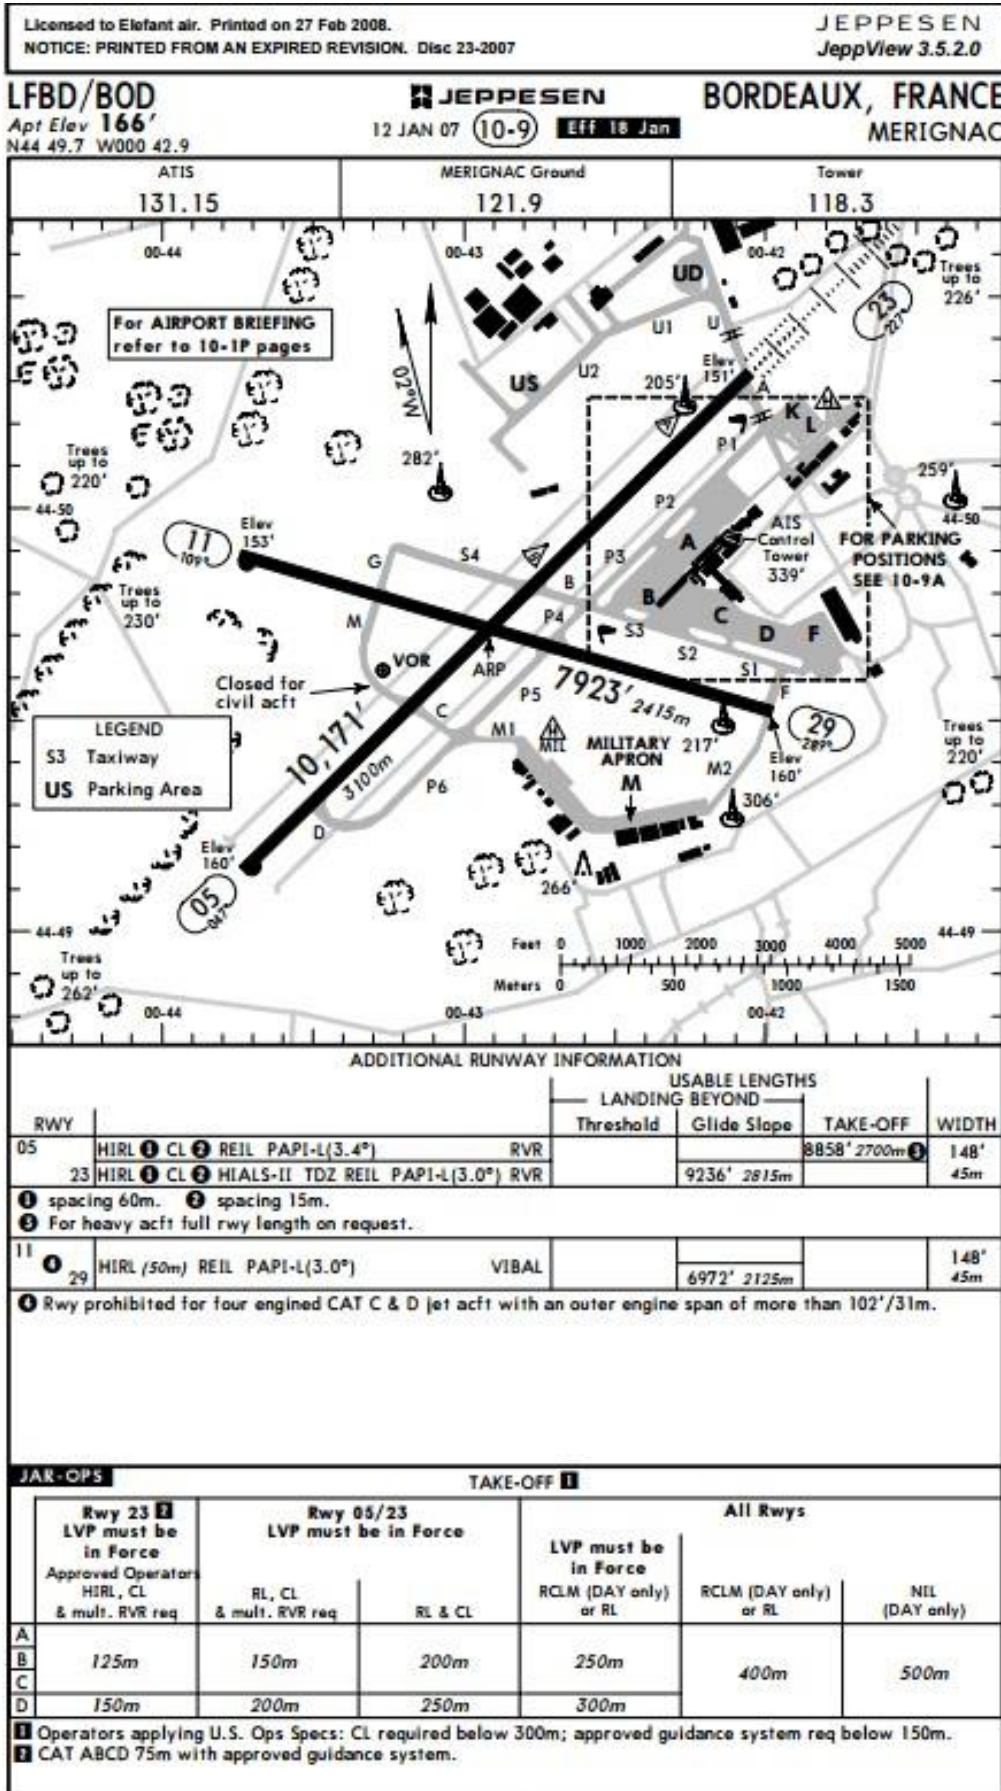 Licensed to Elefant air. Printed on 27 Feb 2008.
NOTICE: PRINTED FROM AN EXPIRED REVISION. Disc 23-2007
JEPPESEN
JeppView 3.5.2.0
LFBD/BOD
Apt Elev 166'
N44 49.7 W000 42.9
JEPPESEN
12 JAN 07 10-9 Eff 18 Jan
BORDEAUX, FRANCE
MERIGNAC
ATIS
131.15
MERIGNAC Ground
121.9
Tower
118.3
00-44
00-43
00-42
For AIRPORT BRIEFING
refer to 10-1P pages
02°W
UD
U1
U
U2
US
Trees
up to
226'
23
227°
Elev
151'
205'
A
K
L
H
P1
282'
Trees
up to
220'
44-50
P2
259'
44-50
11
109°
Elev
153'
G
S4
P3
A
AIS
Control
Tower
339'
FOR PARKING
POSITIONS
SEE 10-9A
B
B
Trees
up to
230'
M
P4
S3
C
D
F
S2
S1
VOR
ARP
F
Closed for
civil acft
7923' 2415m
P5
C
M1
H
MIL
MILITARY
APRON
M
217'
29
289°
Elev
160'
M2
Trees
up to
220'
LEGEND
S3 Taxiway
US Parking Area
10,171'
3100m
P6
306'
D
Elev
160'
05
047°
266'
44-49
44-49
Trees
up to
262'
Feet 0 1000 2000 3000 4000 5000
Meters 0 500 1000 1500
00-44
00-43
00-42
ADDITIONAL RUNWAY INFORMATION
USABLE LENGTHS
LANDING BEYOND
RWY Threshold Glide Slope TAKE-OFF WIDTH
05 HIRL 1 CL 2 REIL PAPI-L(3.4°) RVR 8858' 2700m 3 148'
23 HIRL 1 CL 2 HIALS-II TDZ REIL PAPI-L(3.0°) RVR 9236' 2815m 45m
1 spacing 60m. 2 spacing 15m.
3 For heavy acft full rwy length on request.
11
4 29 HIRL (50m) REIL PAPI-L(3.0°) VIBAL 6972' 2125m 148' 45m
4 Rwy prohibited for four engined CAT C & D jet acft with an outer engine span of more than 102'/31m.
JAR-OPS
TAKE-OFF 1
Rwy 23 2
LVP must be
in Force
Approved Operators
HIRL, CL
& mult. RVR req
Rwy 05/23
LVP must be in Force
RL, CL
& mult. RVR req
RL & CL
All Rwys
LVP must be
in Force
RCLM (DAY only)
or RL
RCLM (DAY only)
or RL
NIL
(DAY only)
A
B 125m 150m 200m 250m 400m 500m
C
D 150m 200m 250m 300m
1 Operators applying U.S. Ops Specs: CL required below 300m; approved guidance system req below 150m.
2 CAT ABCD 75m with approved guidance system.